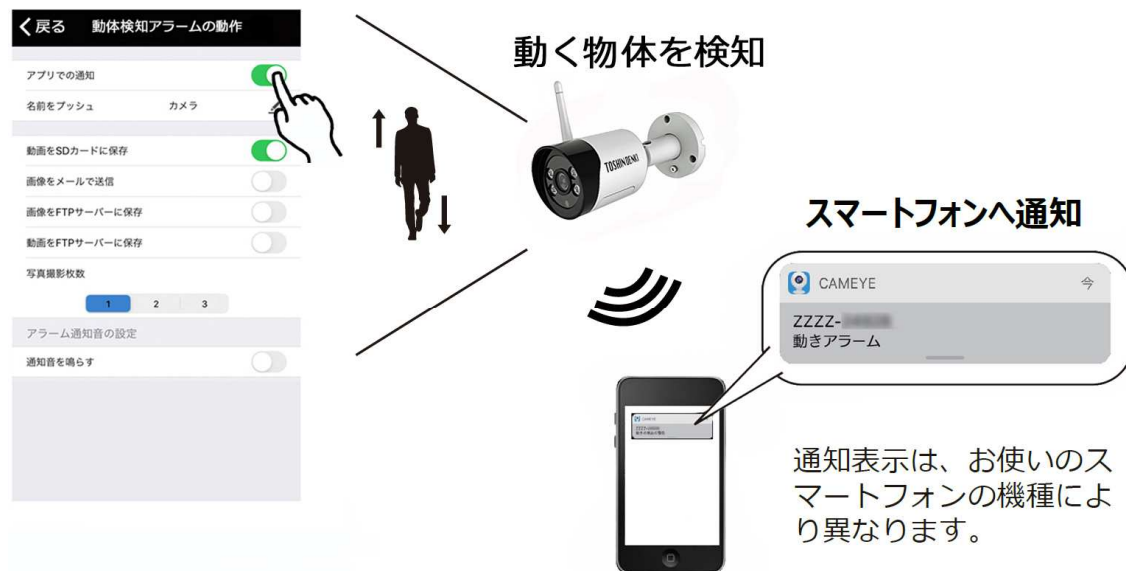 戻る 動体検知アラームの動作
アプリでの通知
名前をプッシュ カメラ
動画をSDカードに保存
画像をメールで送信
画像をFTPサーバーに保存
動画をFTPサーバーに保存
写真撮影枚数
1 2 3
アラーム通知音の設定
通知音を鳴らす
動く物体を検知
TOSHINDENKI
スマートフォンへ通知
CAMEYE 今
ZZZZ-
動きアラーム
CAMEYE
通知表示は、お使いのス
マートフォンの機種によ
り異なります。